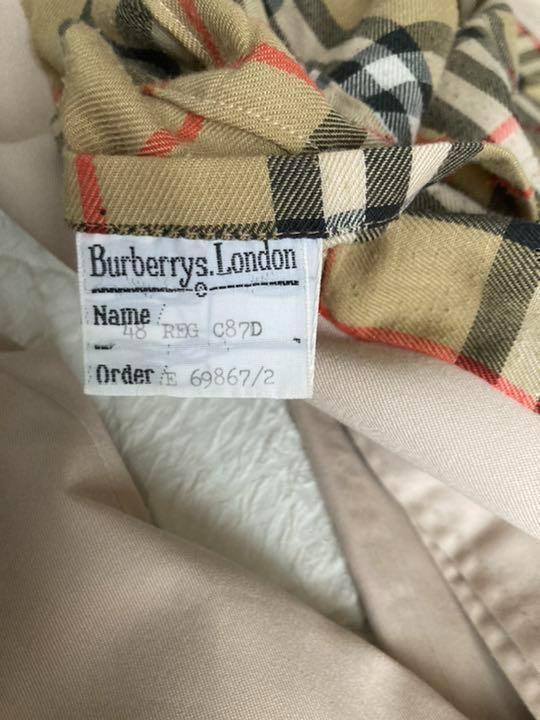 Burberrys. London
Name 48 REG C87D
Order E 69867/2